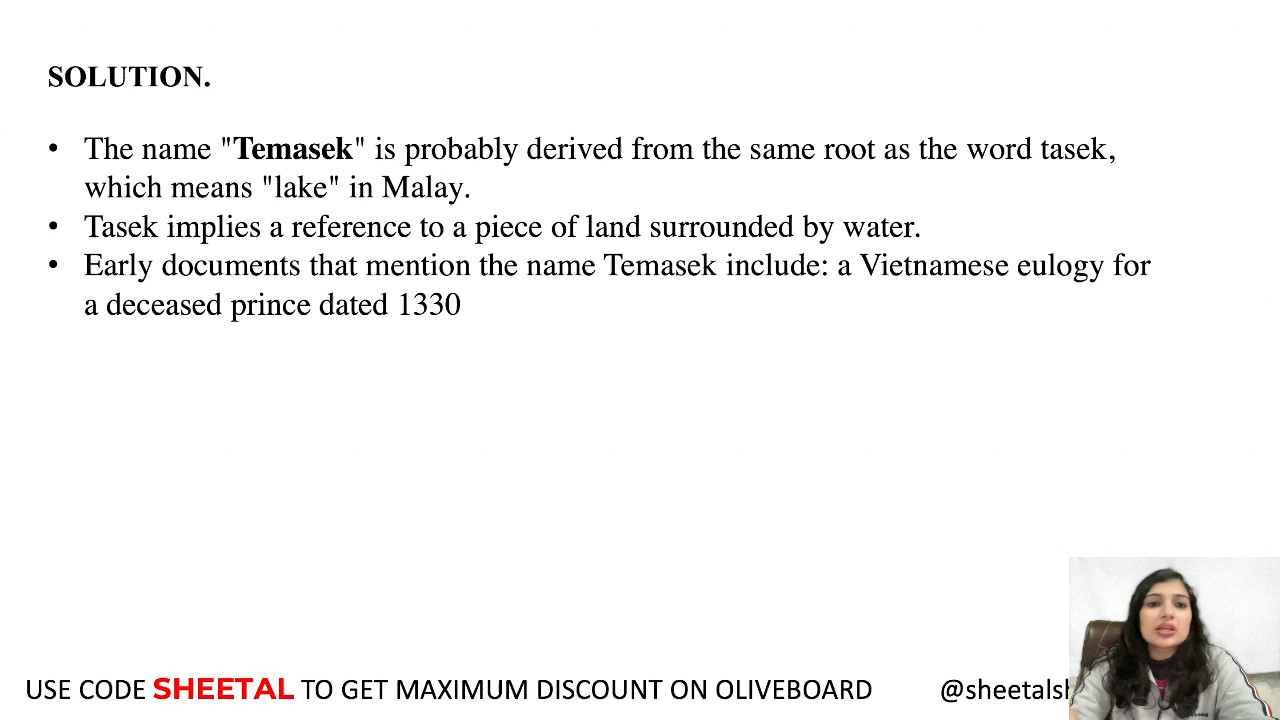 SOLUTION.
• The name "Temasek" is probably derived from the same root as the word tasek,
which means "lake" in Malay.
• Tasek implies a reference to a piece of land surrounded by water.
• Early documents that mention the name Temasek include: a Vietnamese eulogy for
a deceased prince dated 1330
USE CODE SHEETAL TO GET MAXIMUM DISCOUNT ON OLIVEBOARD